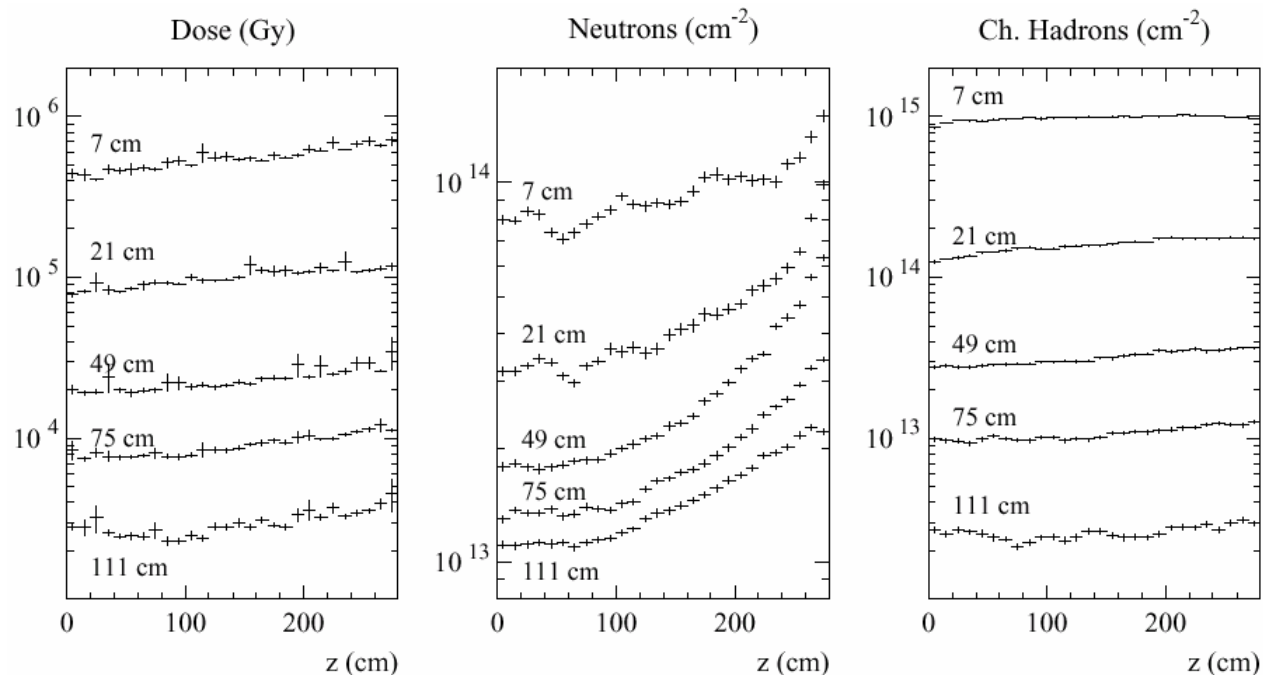 Dose (Gy)
10^6
10^5
10^4
7 cm
21 cm
49 cm
75 cm
111 cm
0 100 200
z (cm)
Neutrons (cm^-2)
10^14
10^13
7 cm
21 cm
49 cm
75 cm
111 cm
0 100 200
z (cm)
Ch. Hadrons (cm^-2)
10^15
10^14
10^13
7 cm
21 cm
49 cm
75 cm
111 cm
0 100 200
z (cm)